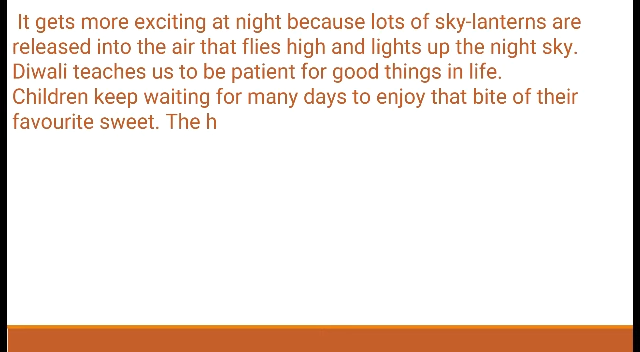 It gets more exciting at night because lots of sky-lanterns are
released into the air that flies high and lights up the night sky.
Diwali teaches us to be patient for good things in life.
Children keep waiting for many days to enjoy that bite of their
favourite sweet. The h